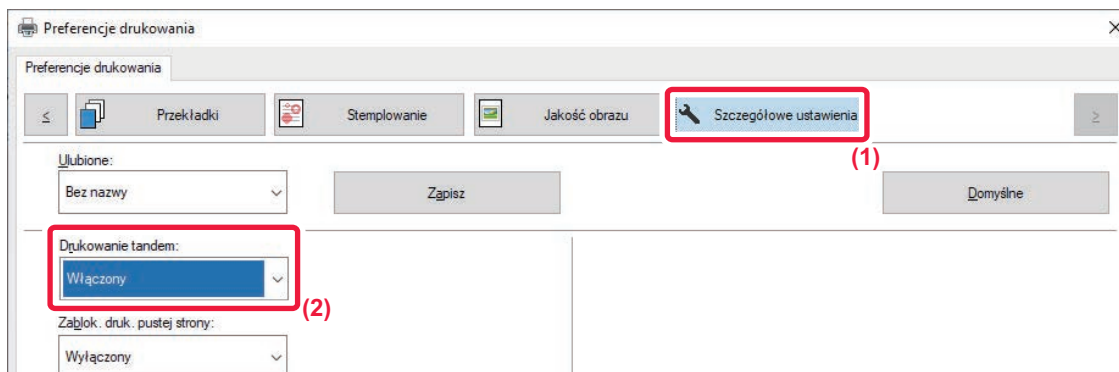 Preferencje drukowania
Preferencje drukowania
< Przekładki Stemplowanie Jakość obrazu Szczegółowe ustawienia >
(1)
Ulubione:
Bez nazwy Zapisz Domyślne
Drukowanie tandem:
Włączony
(2)
Zablok. druk. pustej strony:
Wyłączony